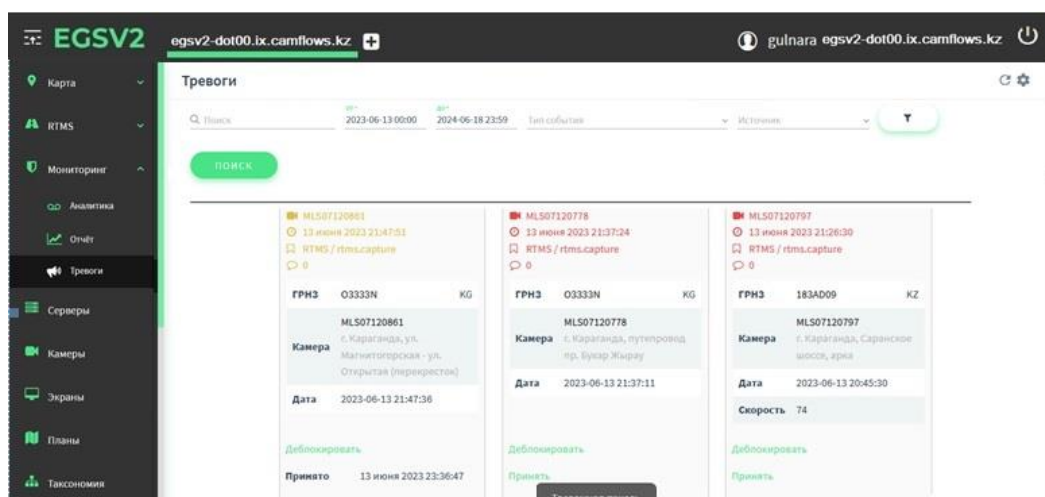 EGSV2
egsv2-dot00.ix.camflows.kz
gulnara egsv2-dot00.ix.camflows.kz
Карта
RTMS
Мониторинг
Аналитика
Отчёт
Тревоги
Серверы
Камеры
Экраны
Планы
Таксономия
Тревоги
Поиск
от*
2023-06-13 00:00
до*
2024-06-18 23:59
Тип события
Источник
ПОИСК
MLS07120861
13 июня 2023 21:47:51
RTMS / rtms.capture
0
ГРНЗ 03333N KG
Камера
MLS07120861
г. Караганда, ул.
Магнитогорская - ул.
Открытая (перекресток)
Дата 2023-06-13 21:47:36
Деблокировать
Принято 13 июня 2023 23:36:47
MLS07120778
13 июня 2023 21:37:24
RTMS / rtms.capture
0
ГРНЗ 03333N KG
Камера
MLS07120778
г. Караганда, путепровод
пр. Бухар Жырау
Дата 2023-06-13 21:37:11
Деблокировать
Принять
MLS07120797
13 июня 2023 21:26:30
RTMS / rtms.capture
0
ГРНЗ 183AD09 KZ
Камера
MLS07120797
г. Караганда, Саранское
шоссе, арка
Дата 2023-06-13 20:45:30
Скорость 74
Деблокировать
Принять